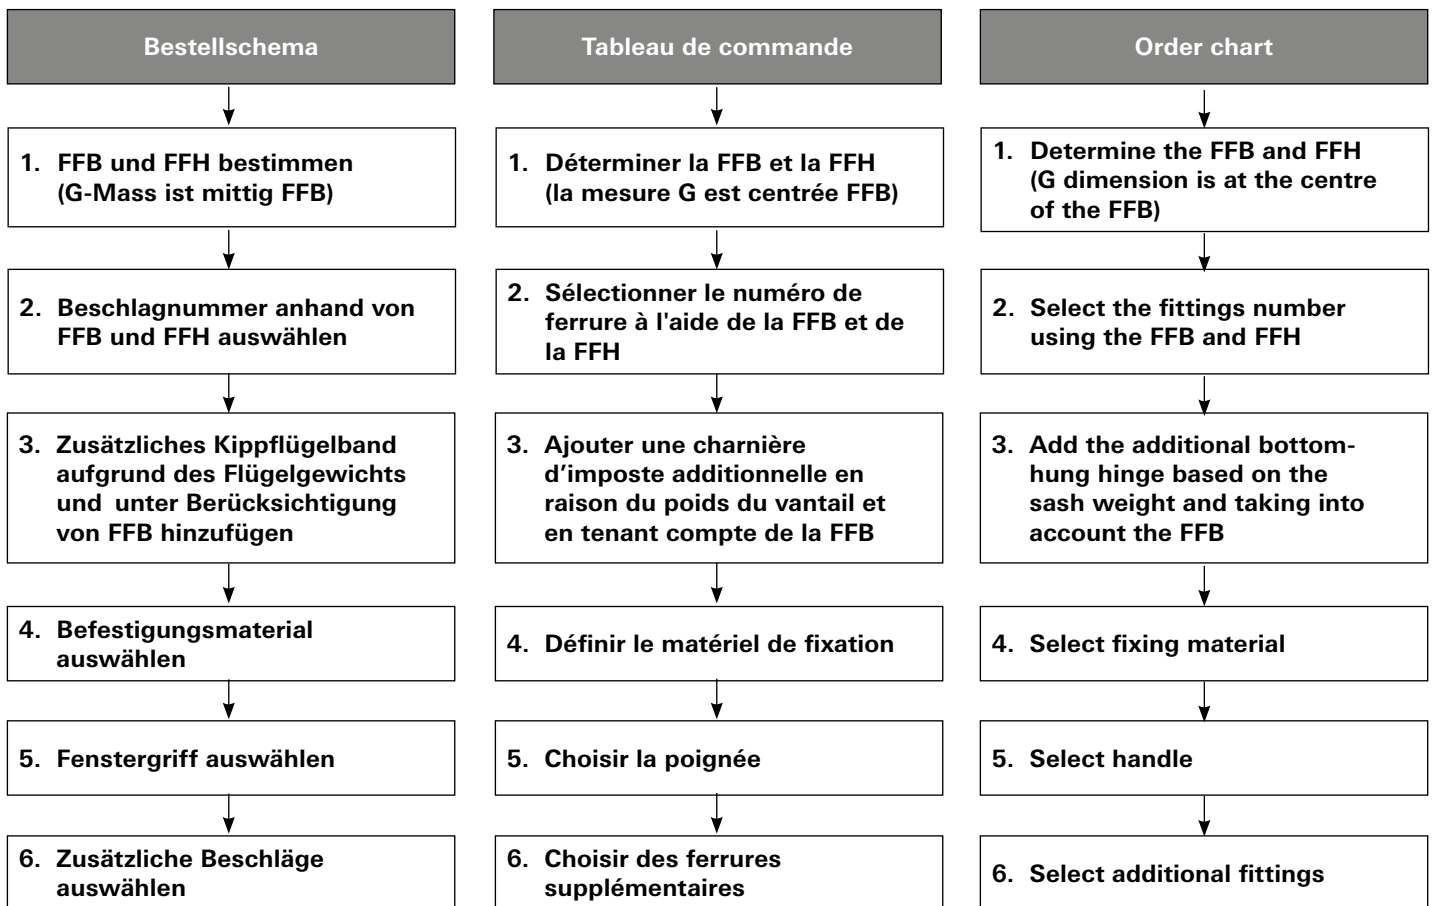 Bestellschema
1. FFB und FFH bestimmen
(G-Mass ist mittig FFB)
2. Beschlagnummer anhand von
FFB und FFH auswählen
3. Zusätzliches Kippflügelband
aufgrund des Flügelgewichts
und unter Berücksichtigung
von FFB hinzufügen
4. Befestigungsmaterial
auswählen
5. Fenstergriff auswählen
6. Zusätzliche Beschläge
auswählen
Tableau de commande
1. Déterminer la FFB et la FFH
(la mesure G est centrée FFB)
2. Sélectionner le numéro de
ferrure à l'aide de la FFB et de
la FFH
3. Ajouter une charnière
d’imposte additionnelle en
raison du poids du vantail et
en tenant compte de la FFB
4. Définir le matériel de fixation
5. Choisir la poignée
6. Choisir des ferrures
supplémentaires
Order chart
1. Determine the FFB and FFH
(G dimension is at the centre
of the FFB)
2. Select the fittings number
using the FFB and FFH
3. Add the additional bottom-
hung hinge based on the
sash weight and taking into
account the FFB
4. Select fixing material
5. Select handle
6. Select additional fittings